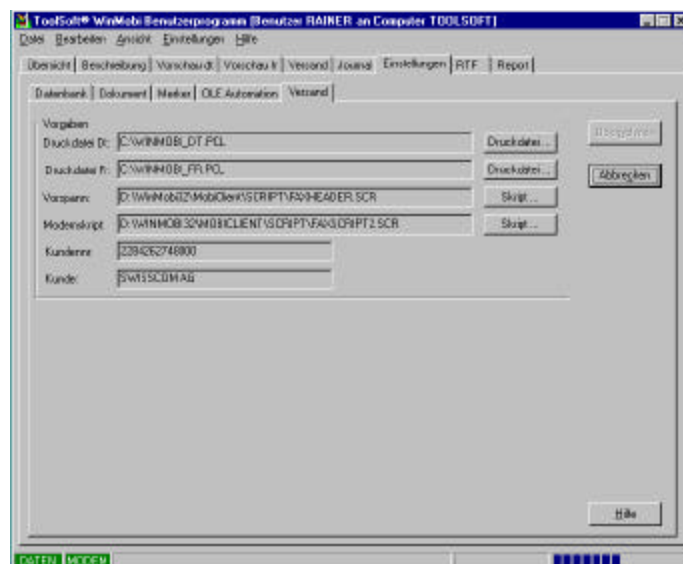 ToolSoft® WinMobi Benutzerprogramm (Benutzer RAINER an Computer TOOLSOFT)
Datei Bearbeiten Ansicht Einstellungen Hilfe
Übersicht Beschreibung Vorschau dt Vorschau fr Versand Journal Einstellungen RTF Report
Datenbank Dokument Marker OLE Automation Versand
Vorgaben
Druckdatei Dt: C:\WINMOBI_DT.PCL Druckdatei...
Druckdatei fr: C:\WINMOBI_FR.PCL Druckdatei...
Abbrechen
Vorspann: D:\WinMobi32\MobiClient\SCRIPT\FAXHEADER.SCR Skript...
Modemskript: D:\WINMOBI32\MOBICLIENT\SCRIPT\FAXSCRIPT2.SCR Skript...
Kundennr: 2284262748000
Kunde: SWISSCOM AG
Hilfe
DATEN MODEM